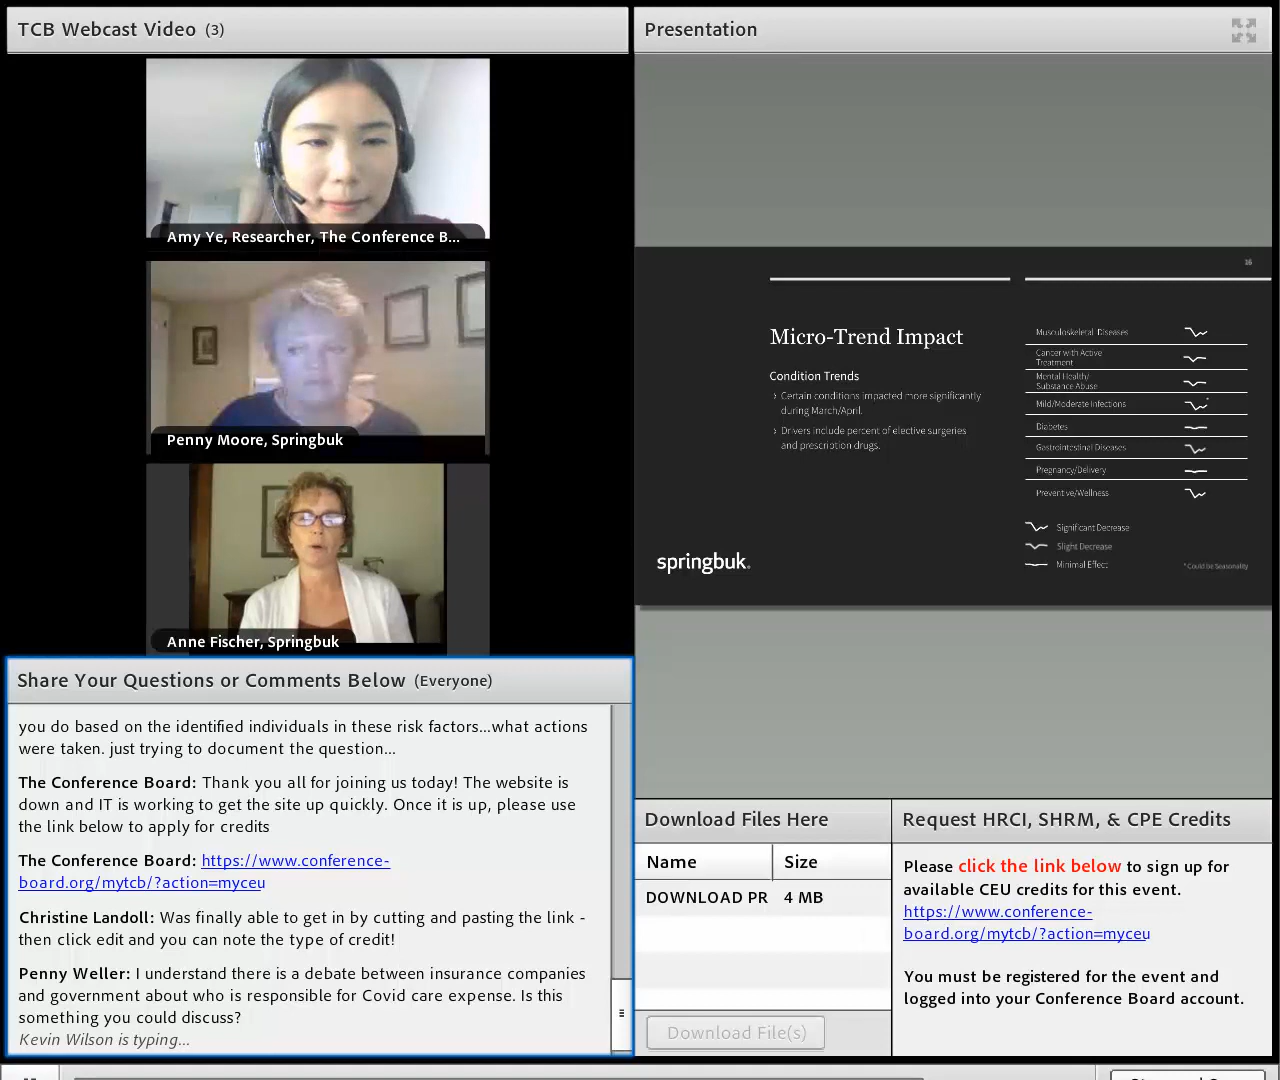 TCB Webcast Video (3)
Amy Ye, Researcher, The Conference B...
Penny Moore, Springbuk
Anne Fischer, Springbuk
Share Your Questions or Comments Below (Everyone)
you do based on the identified individuals in these risk factors...what actions
were taken. just trying to document the question...
The Conference Board: Thank you all for joining us today! The website is
down and IT is working to get the site up quickly. Once it is up, please use
the link below to apply for credits
The Conference Board: https://www.conference-
board.org/mytcb/?action=myceu
Christine Landoll: Was finally able to get in by cutting and pasting the link -
then click edit and you can note the type of credit!
Penny Weller: I understand there is a debate between insurance companies
and government about who is responsible for Covid care expense. Is this
something you could discuss?
Kevin Wilson is typing...
Presentation
16
Micro-Trend Impact
Condition Trends
› Certain conditions impacted more significantly
during March/April.
› Drivers include percent of elective surgeries
and prescription drugs.
springbuk.
Musculoskeletal Diseases
Cancer with Active
Treatment
Mental Health/
Substance Abuse
Mild/Moderate Infections *
Diabetes
Gastrointestinal Diseases
Pregnancy/Delivery
Preventive/Wellness
Significant Decrease
Slight Decrease
Minimal Effect
* Could be Seasonality
Download Files Here
Name Size
DOWNLOAD PR 4 MB
Download File(s)
Request HRCI, SHRM, & CPE Credits
Please click the link below to sign up for
available CEU credits for this event.
https://www.conference-
board.org/mytcb/?action=myceu
You must be registered for the event and
logged into your Conference Board account.